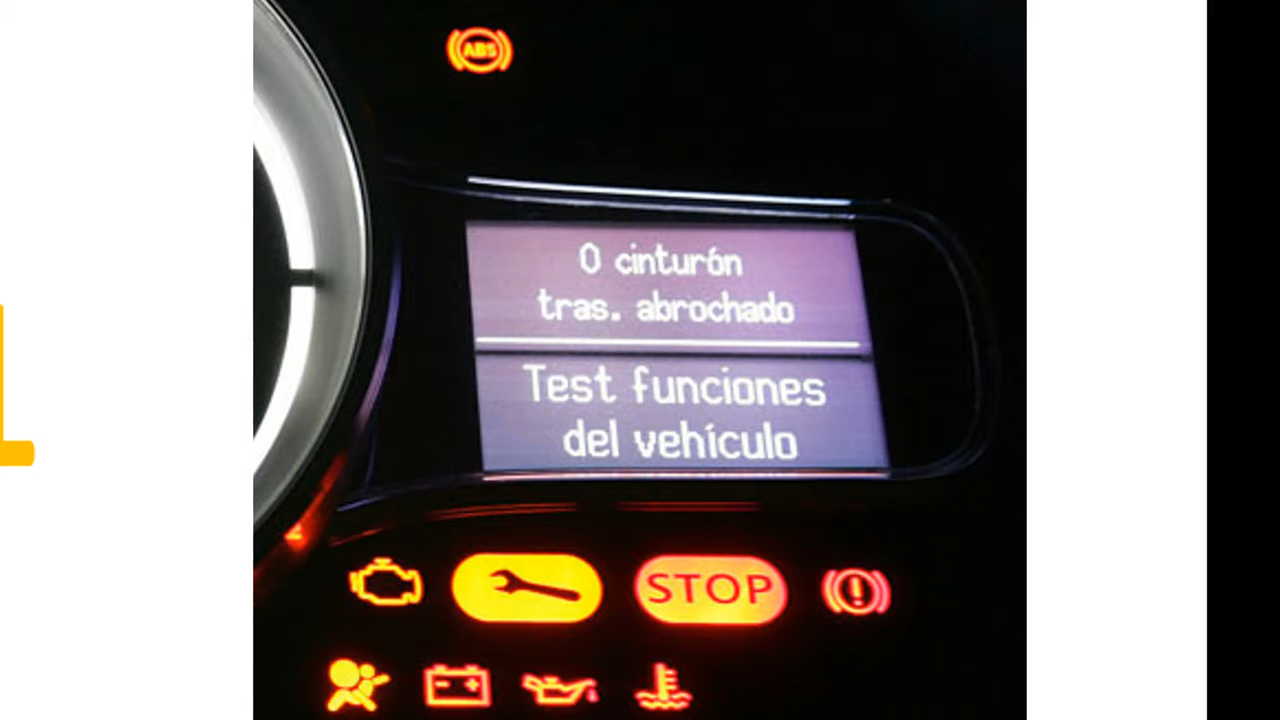 ABS
0 cinturón
tras. abrochado
Test funciones
del vehículo
STOP